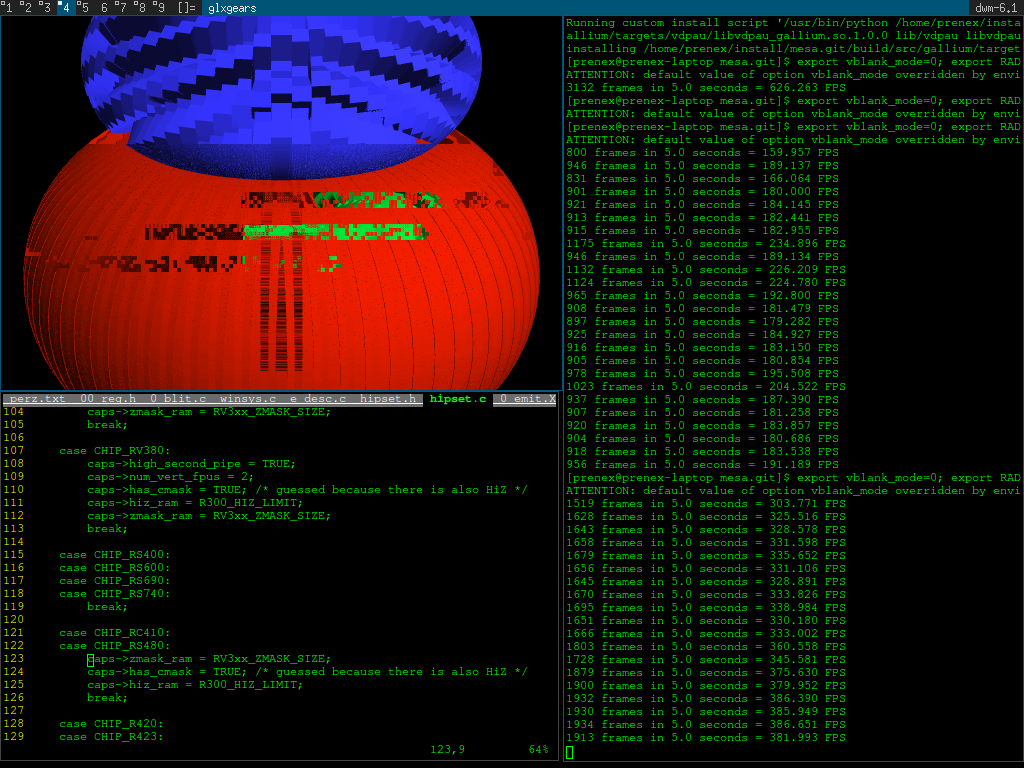 1 2 3 4 5 6 7 8 9 []= glxgears dwm-6,1
Running custom install script '/usr/bin/python /home/prenex/insta
allium/targets/vdpau/libvdpau_gallium.so.1.0.0 lib/vdpau libvdpau
installing /home/prenex/install/mesa.git/build/src/gallium/target
[prenex@prenex-laptop mesa.git]$ export vblank_mode=0; export RAD
ATTENTION: default value of option vblank_mode overridden by envi
3132 frames in 5.0 seconds = 626.263 FPS
[prenex@prenex-laptop mesa.git]$ export vblank_mode=0; export RAD
ATTENTION: default value of option vblank_mode overridden by envi
[prenex@prenex-laptop mesa.git]$ export vblank_mode=0; export RAD
ATTENTION: default value of option vblank_mode overridden by envi
800 frames in 5.0 seconds = 159.957 FPS
946 frames in 5.0 seconds = 189.137 FPS
831 frames in 5.0 seconds = 166.064 FPS
901 frames in 5.0 seconds = 180.000 FPS
921 frames in 5.0 seconds = 184.145 FPS
913 frames in 5.0 seconds = 182.441 FPS
915 frames in 5.0 seconds = 182.955 FPS
1175 frames in 5.0 seconds = 234.896 FPS
946 frames in 5.0 seconds = 189.134 FPS
1132 frames in 5.0 seconds = 226.209 FPS
1124 frames in 5.0 seconds = 224.780 FPS
965 frames in 5.0 seconds = 192.800 FPS
908 frames in 5.0 seconds = 181.479 FPS
897 frames in 5.0 seconds = 179.282 FPS
925 frames in 5.0 seconds = 184.927 FPS
916 frames in 5.0 seconds = 183.150 FPS
905 frames in 5.0 seconds = 180.854 FPS
978 frames in 5.0 seconds = 195.508 FPS
1023 frames in 5.0 seconds = 204.522 FPS
937 frames in 5.0 seconds = 187.390 FPS
907 frames in 5.0 seconds = 181.258 FPS
920 frames in 5.0 seconds = 183.857 FPS
904 frames in 5.0 seconds = 180.686 FPS
918 frames in 5.0 seconds = 183.538 FPS
956 frames in 5.0 seconds = 191.189 FPS
[prenex@prenex-laptop mesa.git]$ export vblank_mode=0; export RAD
ATTENTION: default value of option vblank_mode overridden by envi
1519 frames in 5.0 seconds = 303.771 FPS
1628 frames in 5.0 seconds = 325.516 FPS
1643 frames in 5.0 seconds = 328.578 FPS
1658 frames in 5.0 seconds = 331.598 FPS
1679 frames in 5.0 seconds = 335.652 FPS
1656 frames in 5.0 seconds = 331.106 FPS
1645 frames in 5.0 seconds = 328.891 FPS
1670 frames in 5.0 seconds = 333.826 FPS
1695 frames in 5.0 seconds = 338.984 FPS
1651 frames in 5.0 seconds = 330.180 FPS
1666 frames in 5.0 seconds = 333.002 FPS
1803 frames in 5.0 seconds = 360.558 FPS
1728 frames in 5.0 seconds = 345.581 FPS
1879 frames in 5.0 seconds = 375.630 FPS
1900 frames in 5.0 seconds = 379.952 FPS
1932 frames in 5.0 seconds = 386.390 FPS
1930 frames in 5.0 seconds = 385.949 FPS
1934 frames in 5.0 seconds = 386.651 FPS
1913 frames in 5.0 seconds = 381.993 FPS
perz.txt 00_reg.h 0_blit.c winsys.c e_desc.c hipset.h hipset.c 0_emit.X
104 caps->zmask_ram = RV3xx_ZMASK_SIZE;
105 break;
106
107 case CHIP_RV380:
108 caps->high_second_pipe = TRUE;
109 caps->num_vert_fpus = 2;
110 caps->has_cmask = TRUE; /* guessed because there is also HiZ */
111 caps->hiz_ram = R300_HIZ_LIMIT;
112 caps->zmask_ram = RV3xx_ZMASK_SIZE;
113 break;
114
115 case CHIP_RS400:
116 case CHIP_RS600:
117 case CHIP_RS690:
118 case CHIP_RS740:
119 break;
120
121 case CHIP_RC410:
122 case CHIP_RS480:
123 caps->zmask_ram = RV3xx_ZMASK_SIZE;
124 caps->has_cmask = TRUE; /* guessed because there is also HiZ */
125 caps->hiz_ram = R300_HIZ_LIMIT;
126 break;
127
128 case CHIP_R420:
129 case CHIP_R423:
123,9 64%